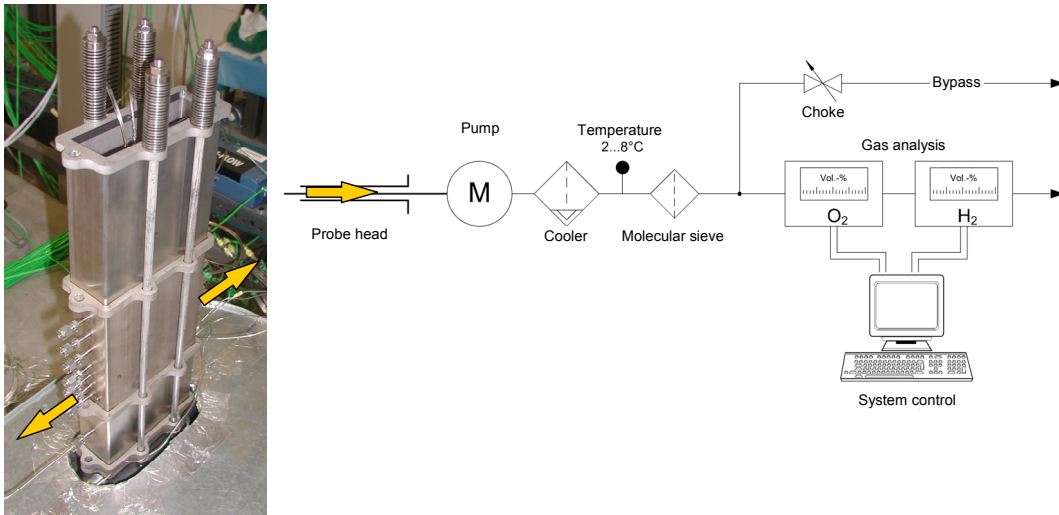 Pump
M
Probe head
Temperature
2...8°C
Cooler
Molecular sieve
Choke
Bypass
Gas analysis
Vol.-%
O₂
Vol.-%
H₂
System control